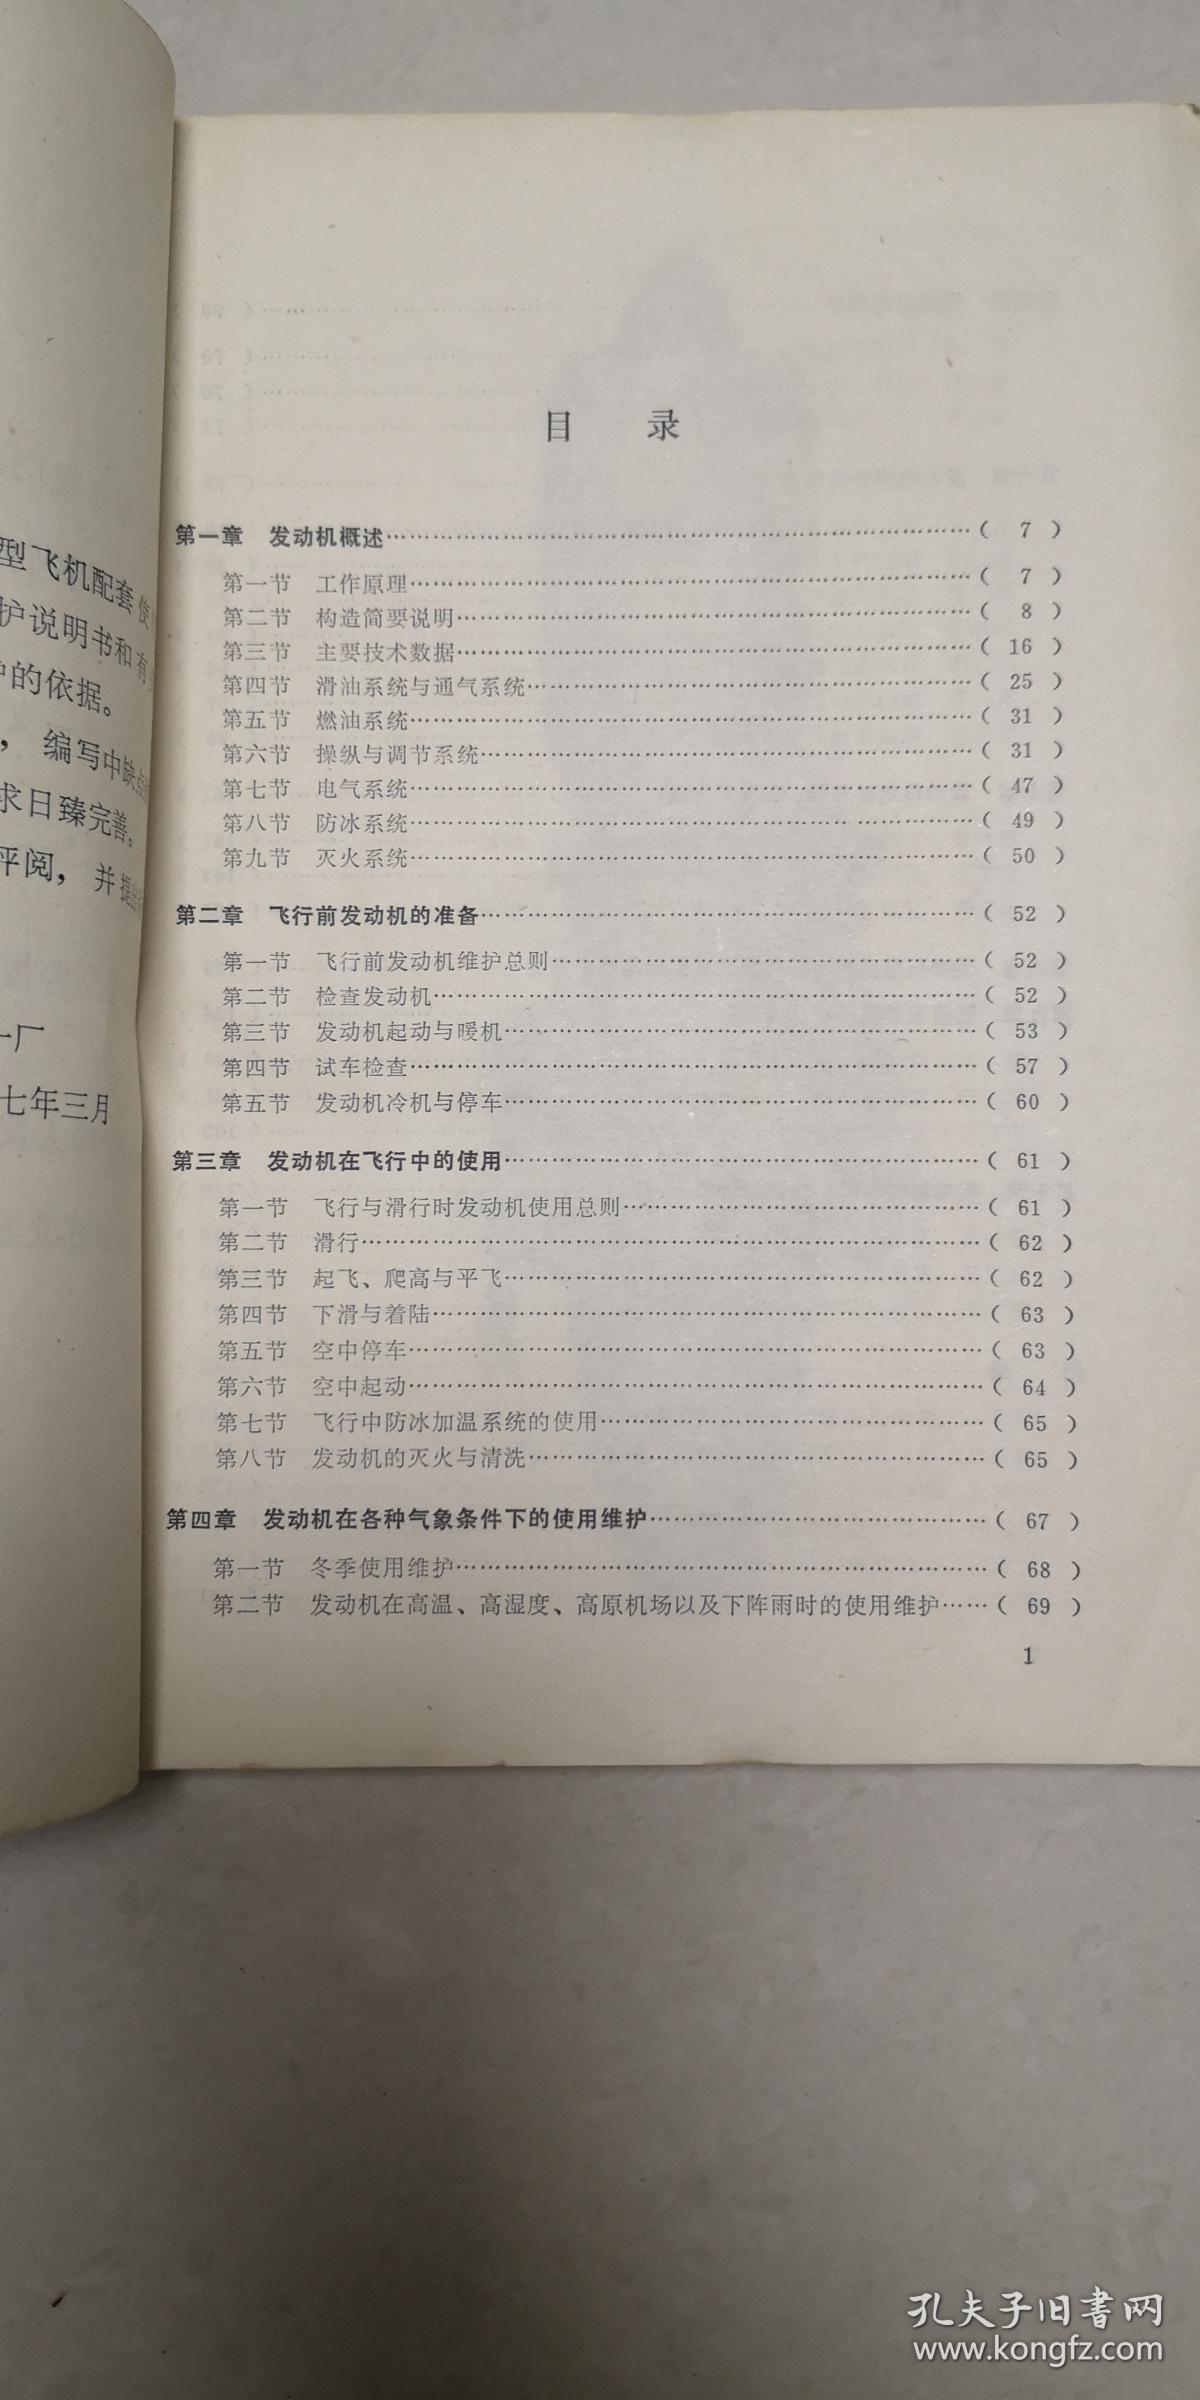 型飞机配套使
护说明书和有
的依据。
，编写中缺
求日臻完善。
评阅，并提
一厂
七年三月
目 录
第一章 发动机概述……………………（ 7 ）
第一节 工作原理……………………（ 7 ）
第二节 构造简要说明……………………（ 8 ）
第三节 主要技术数据……………………（ 16 ）
第四节 滑油系统与通气系统……………………（ 25 ）
第五节 燃油系统……………………（ 31 ）
第六节 操纵与调节系统……………………（ 31 ）
第七节 电气系统……………………（ 47 ）
第八节 防冰系统……………………（ 49 ）
第九节 灭火系统……………………（ 50 ）
第二章 飞行前发动机的准备……………………（ 52 ）
第一节 飞行前发动机维护总则……………………（ 52 ）
第二节 检查发动机……………………（ 52 ）
第三节 发动机起动与暖机……………………（ 53 ）
第四节 试车检查……………………（ 57 ）
第五节 发动机冷机与停车……………………（ 60 ）
第三章 发动机在飞行中的使用……………………（ 61 ）
第一节 飞行与滑行时发动机使用总则……………………（ 61 ）
第二节 滑行……………………（ 62 ）
第三节 起飞、爬高与平飞……………………（ 62 ）
第四节 下滑与着陆……………………（ 63 ）
第五节 空中停车……………………（ 63 ）
第六节 空中起动……………………（ 64 ）
第七节 飞行中防冰加温系统的使用……………………（ 65 ）
第八节 发动机的灭火与清洗……………………（ 65 ）
第四章 发动机在各种气象条件下的使用维护……………………（ 67 ）
第一节 冬季使用维护……………………（ 68 ）
第二节 发动机在高温、高湿度、高原机场以及下阵雨时的使用维护……（ 69 ）
1
孔夫子旧书网
www.kongfz.com